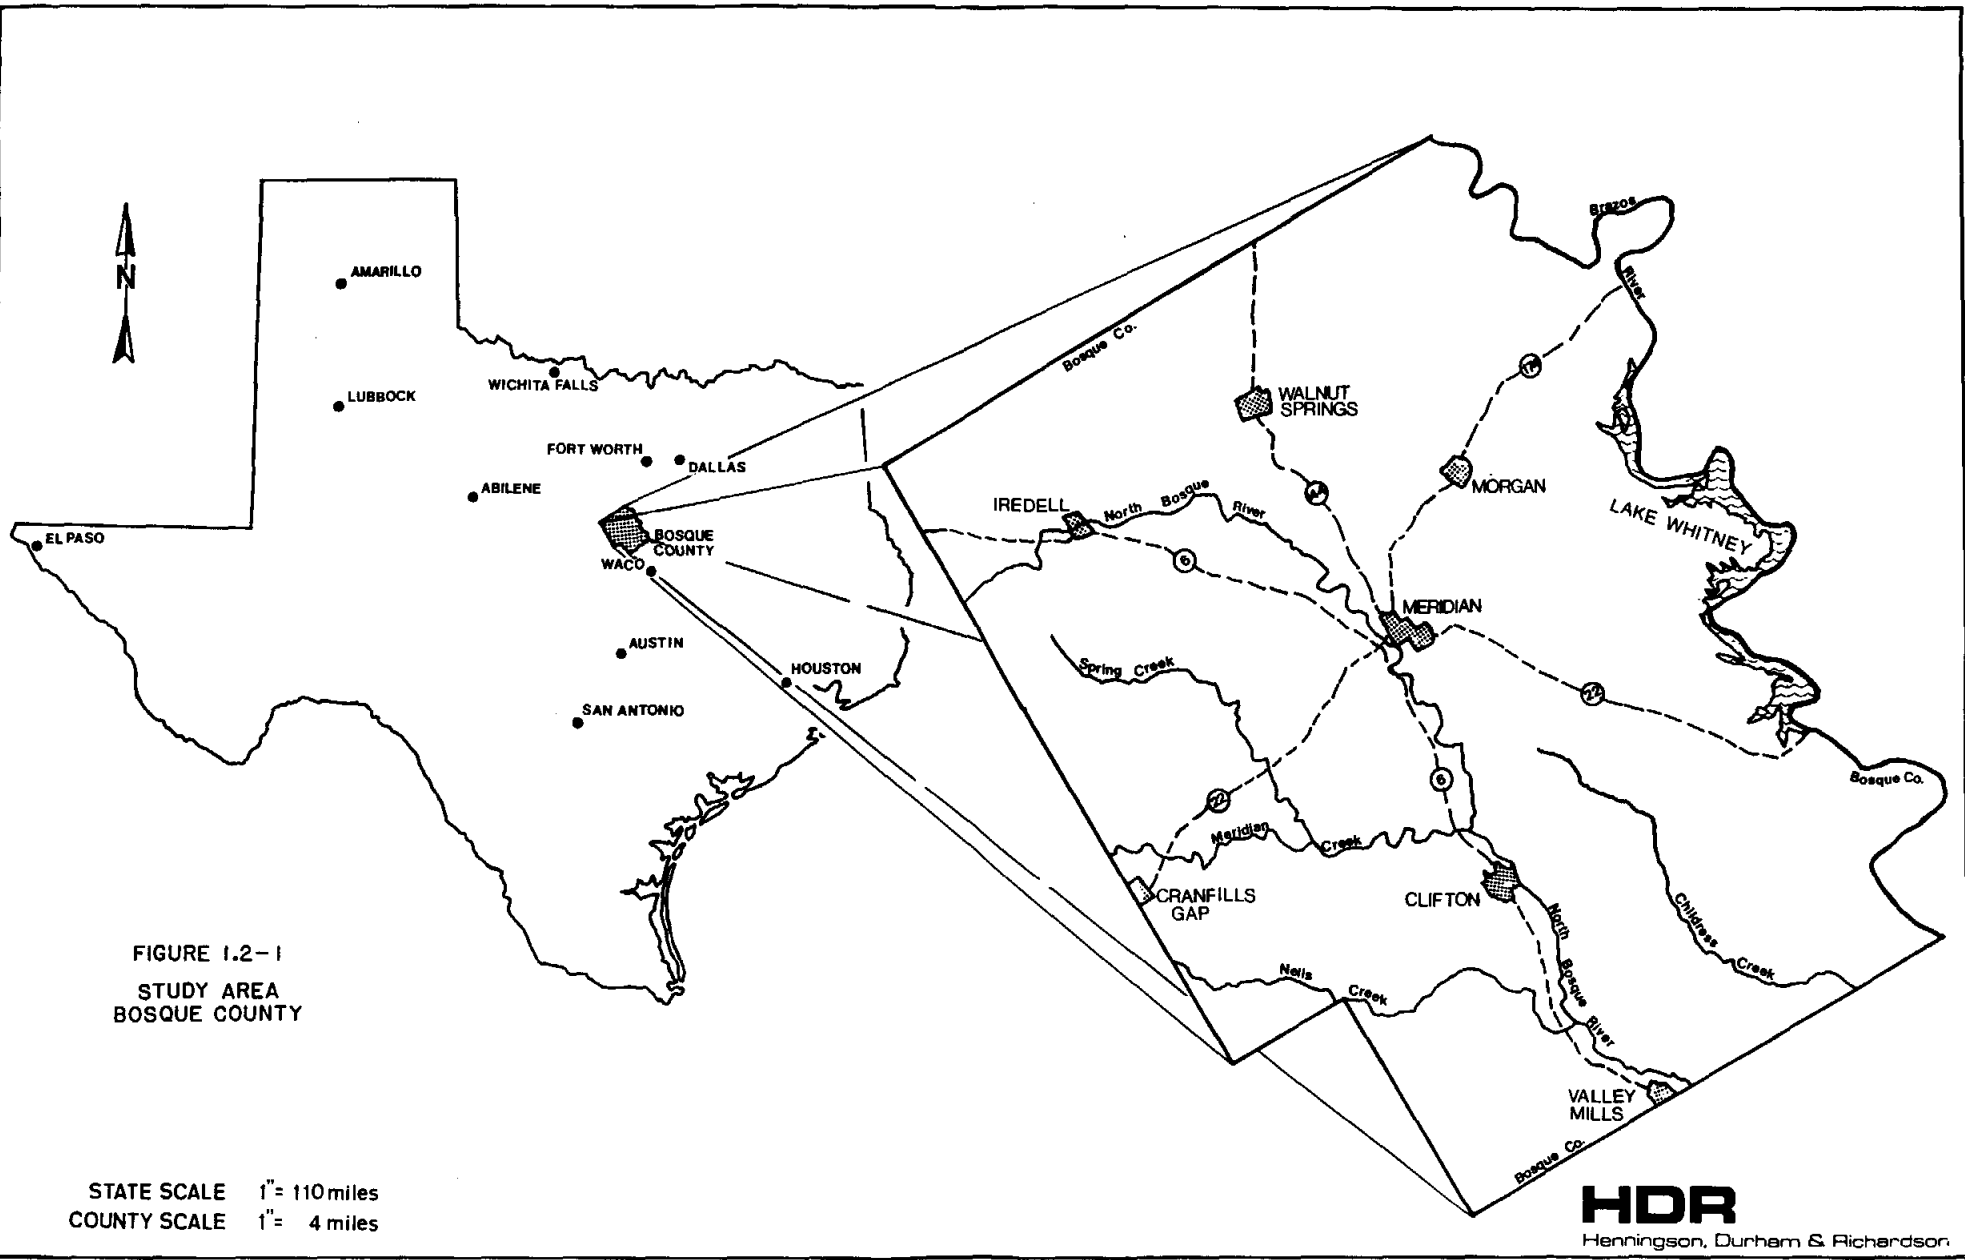 N
AMARILLO
LUBBOCK
WICHITA FALLS
FORT WORTH
DALLAS
ABILENE
EL PASO
BOSQUE
COUNTY
WACO
AUSTIN
HOUSTON
SAN ANTONIO
Brazos
River
Bosque Co.
WALNUT
SPRINGS
174
MORGAN
144
LAKE WHITNEY
IREDELL
North Bosque River
6
MERIDIAN
Spring Creek
22
6
22
Bosque Co.
Meridian Creek
CRANFILLS
GAP
CLIFTON
North Bosque River
Childress Creek
Neils Creek
VALLEY
MILLS
Bosque Co.
FIGURE 1.2-1
STUDY AREA
BOSQUE COUNTY
STATE SCALE 1"= 110 miles
COUNTY SCALE 1"= 4 miles
HDR
Henningson, Durham & Richardson